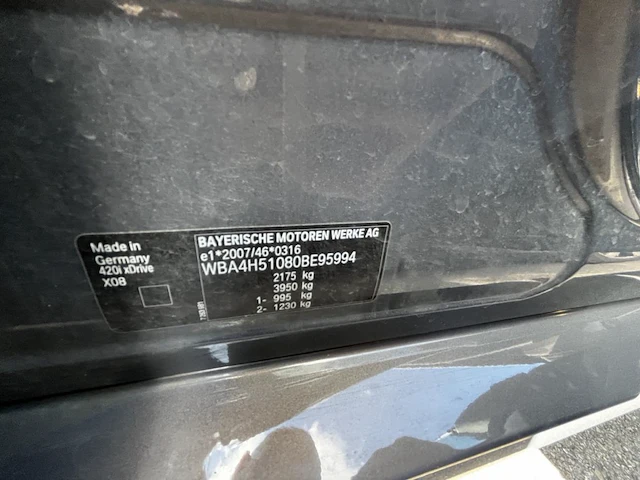 Made in
Germany
420i xDrive
X08
BAYERISCHE MOTOREN WERKE AG
e1*2007/46*0316
WBA4H51080BE95994
2175 kg
3950 kg
1- 995 kg
2- 1230 kg